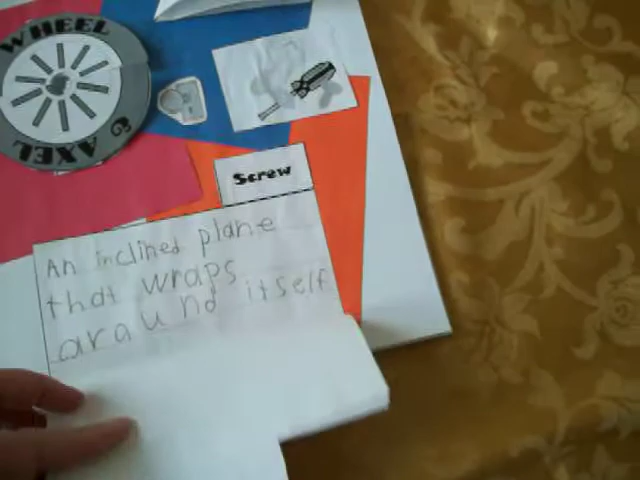 WHEEL
& AXEL
Screw
An inclined plane
that wraps
around itself